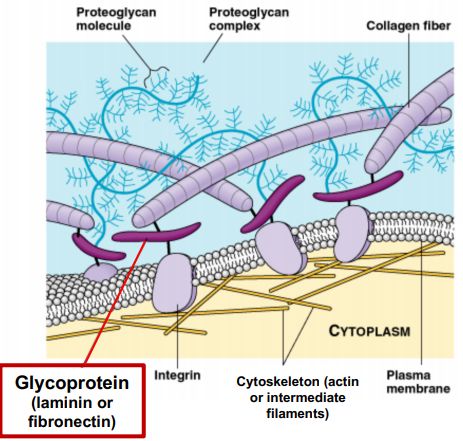 Proteoglycan
molecule
Proteoglycan
complex
Collagen fiber
CYTOPLASM
Glycoprotein
(laminin or
fibronectin)
Integrin
Cytoskeleton (actin
or intermediate
filaments)
Plasma
membrane